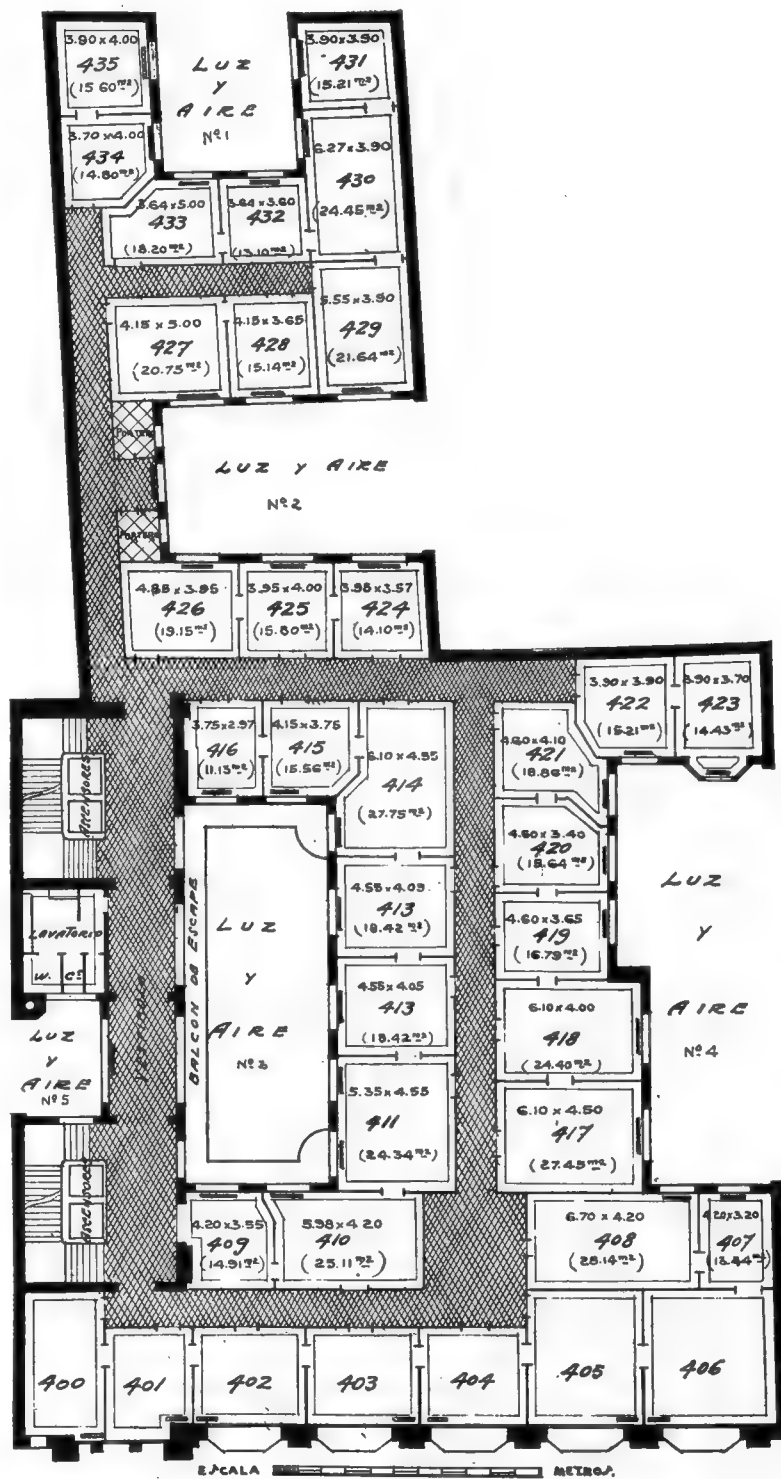 3.90 x 4.00
435
(15.60 m2)
LUZ
Y
AIRE
Nº1
3.90 x 3.90
431
(15.21 m2)
3.70 x 4.00
434
(14.80 m2)
6.27 x 3.90
430
(24.45 m2)
3.64 x 5.00
433
(18.20 m2)
3.64 x 3.60
432
(13.10 m2)
4.15 x 5.00
427
(20.75 m2)
4.15 x 3.65
428
(15.14 m2)
5.55 x 3.90
429
(21.64 m2)
LUZ Y AIRE
Nº2
4.85 x 3.95
426
(19.15 m2)
3.95 x 4.00
425
(15.80 m2)
3.95 x 3.57
424
(14.10 m2)
3.90 x 3.90
422
(15.21 m2)
3.90 x 3.70
423
(14.43 m2)
3.75 x 2.97
416
(11.13 m2)
4.15 x 3.75
415
(15.56 m2)
6.10 x 4.55
414
(27.75 m2)
4.60 x 4.10
421
(18.86 m2)
ASCENSORES
4.60 x 3.40
420
(15.64 m2)
LUZ
Y
AIRE
Nº4
BALCON DE ESCAPE
LUZ
Y
AIRE
Nº3
4.55 x 4.05
413
(18.42 m2)
4.60 x 3.65
419
(16.79 m2)
LAVATORIO
W. Cs
4.55 x 4.05
413
(18.42 m2)
6.10 x 4.00
418
(24.40 m2)
LUZ
Y
AIRE
Nº5
VESTIBULO
5.35 x 4.55
411
(24.34 m2)
6.10 x 4.50
417
(27.45 m2)
ASCENSORES
4.20 x 3.55
409
(14.91 m2)
5.98 x 4.20
410
(25.11 m2)
6.70 x 4.20
408
(28.14 m2)
4.20 x 3.20
407
(13.44 m2)
400
401
402
403
404
405
406
ESCALA METROS.